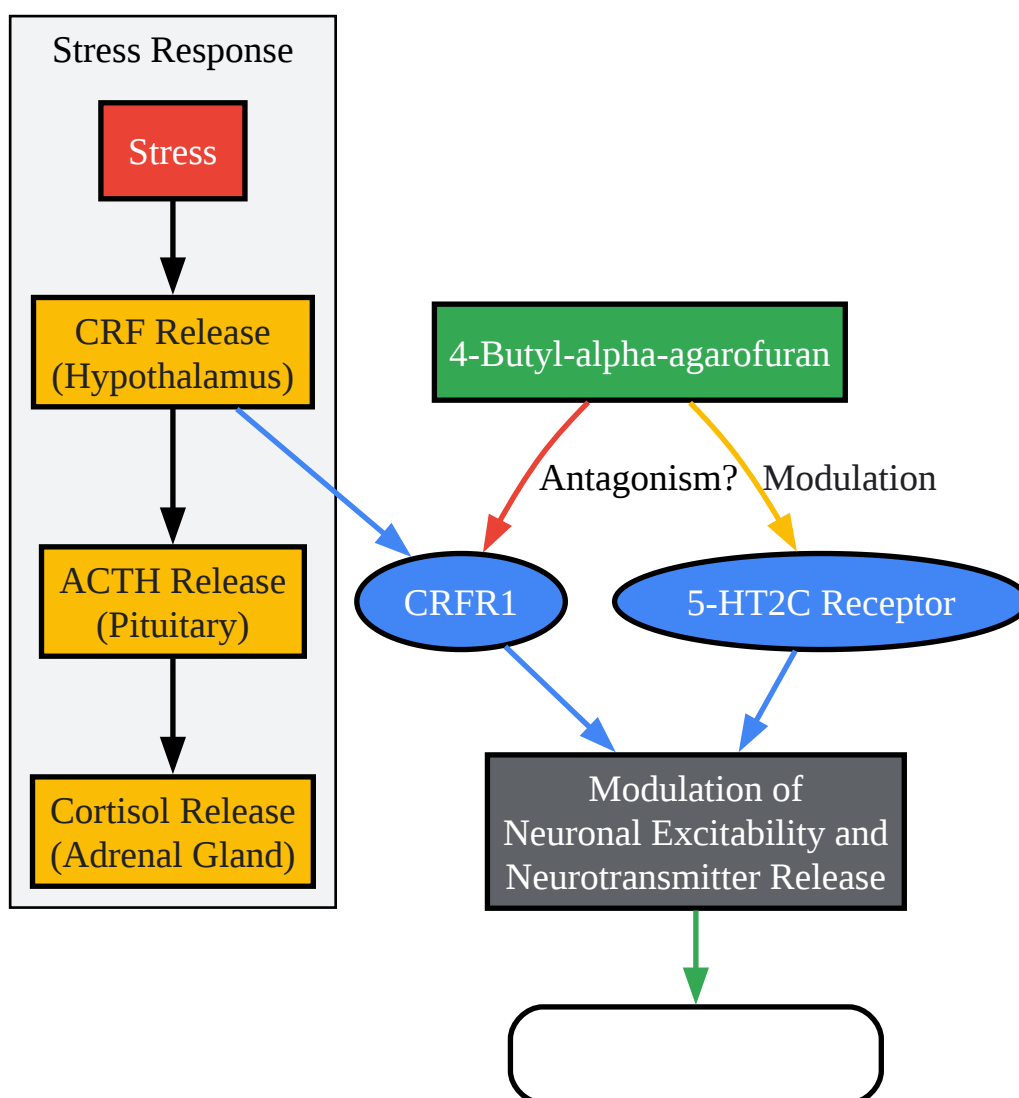 Stress Response
Stress
CRF Release
(Hypothalamus)
4-Butyl-alpha-agarofuran
Antagonism?
Modulation
ACTH Release
(Pituitary)
CRFR1
5-HT2C Receptor
Cortisol Release
(Adrenal Gland)
Modulation of
Neuronal Excitability and
Neurotransmitter Release